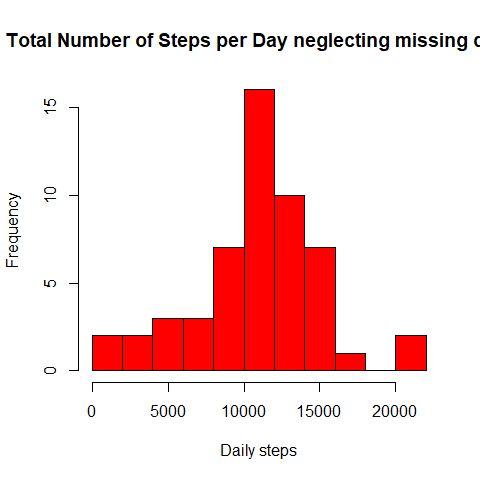 Total Number of Steps per Day neglecting missing
Frequency
15
10
5
0
0 5000 10000 15000 20000
Daily steps